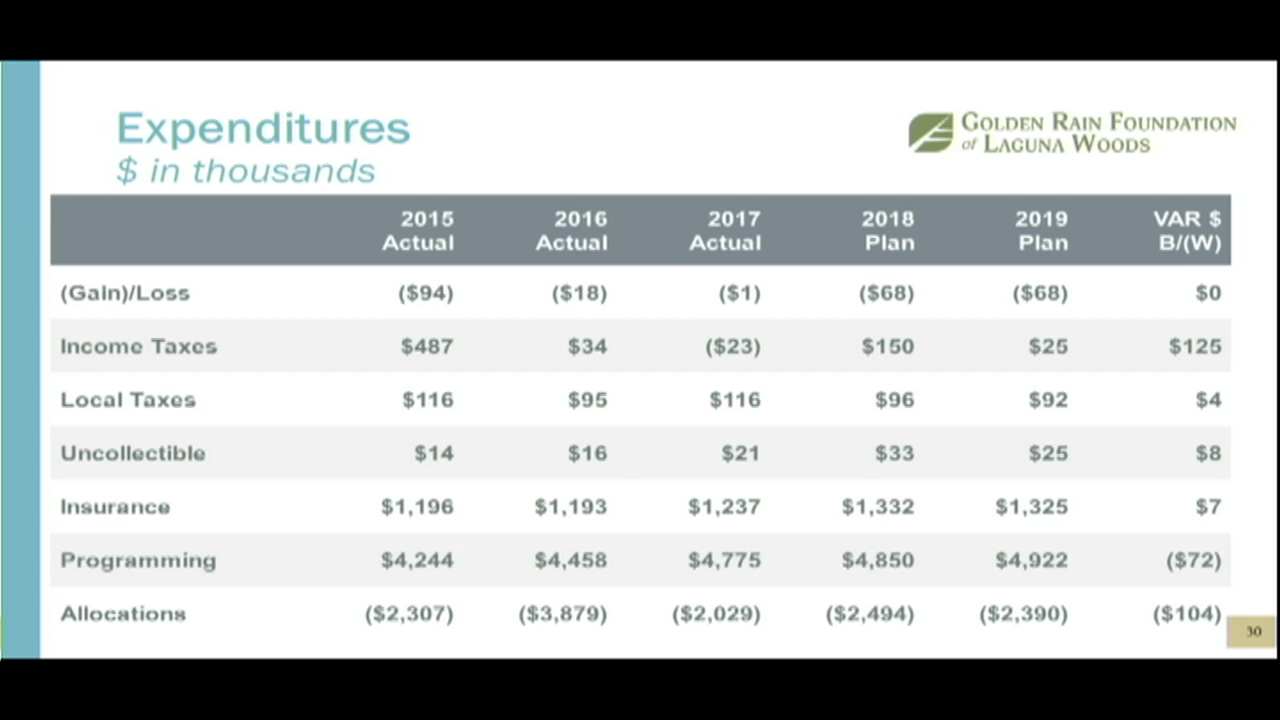 Expenditures
$ in thousands
GOLDEN RAIN FOUNDATION
of LAGUNA WOODS
2015 Actual 2016 Actual 2017 Actual 2018 Plan 2019 Plan VAR $ B/(W)
(Gain)/Loss ($94) ($18) ($1) ($68) ($68) $0
Income Taxes $487 $34 ($23) $150 $25 $125
Local Taxes $116 $95 $116 $96 $92 $4
Uncollectible $14 $16 $21 $33 $25 $8
Insurance $1,196 $1,193 $1,237 $1,332 $1,325 $7
Programming $4,244 $4,458 $4,775 $4,850 $4,922 ($72)
Allocations ($2,307) ($3,879) ($2,029) ($2,494) ($2,390) ($104)
30